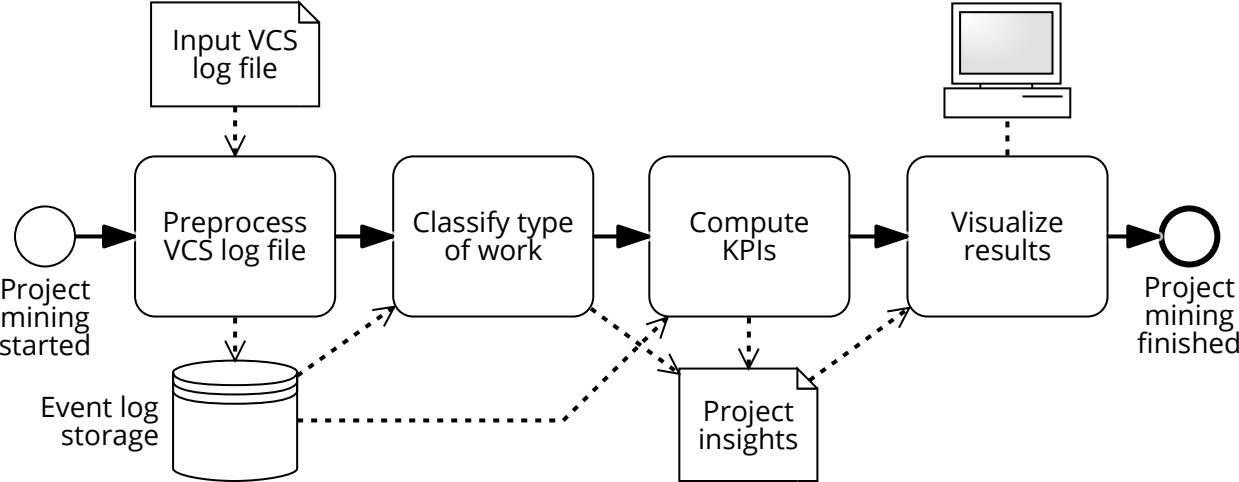 Input VCS
log file
Preprocess
VCS log file
Classify type
of work
Compute
KPIs
Visualize
results
Project
mining
started
Project
mining
finished
Event log
storage
Project
insights